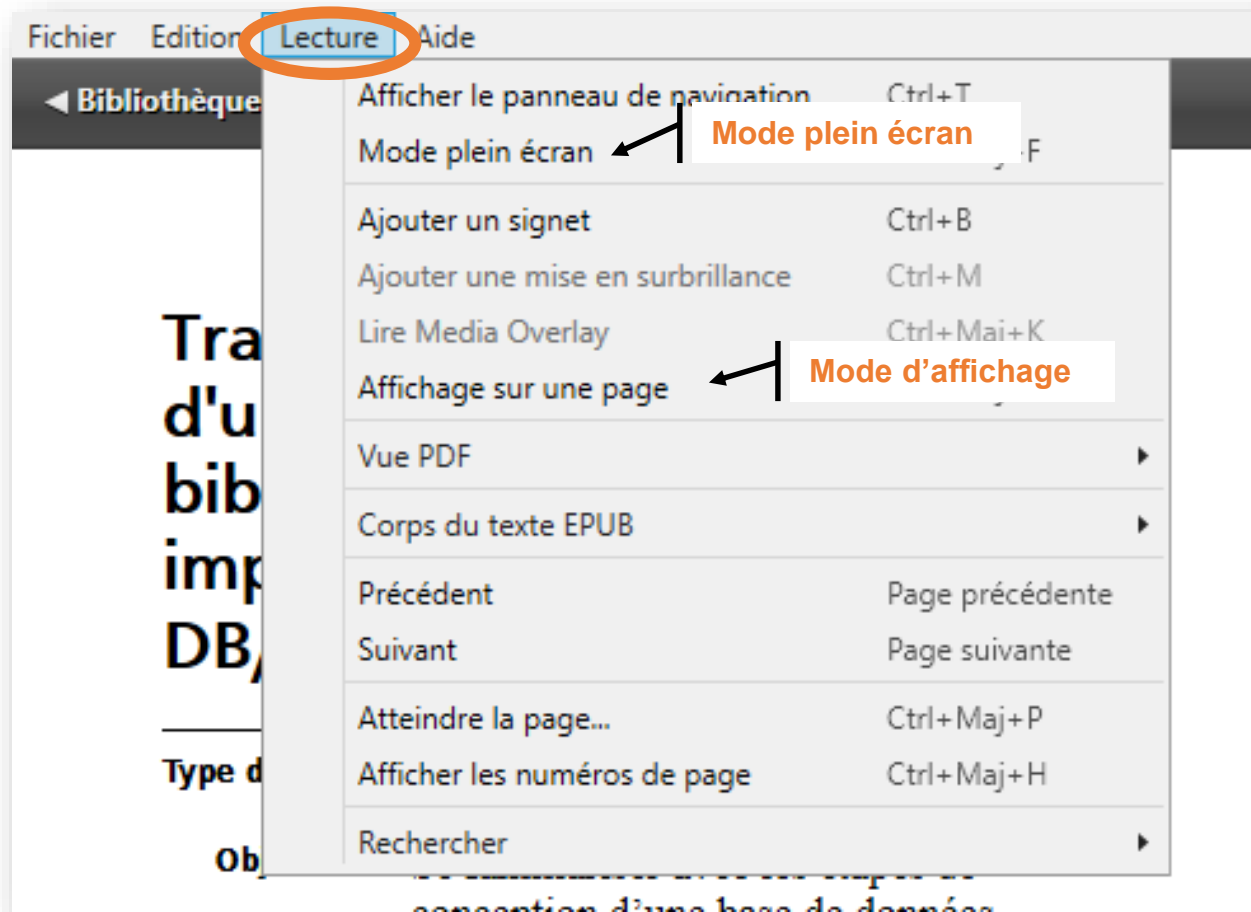 Fichier Edition Lecture Aide
◀ Bibliothèque
Afficher le panneau de navigation Ctrl+T
Mode plein écran
Mode plein écran +F
Ajouter un signet Ctrl+B
Ajouter une mise en surbrillance Ctrl+M
Lire Media Overlay Ctrl+Maj+K
Mode d’affichage
Affichage sur une page
Vue PDF
Corps du texte EPUB
Précédent Page précédente
Suivant Page suivante
Atteindre la page... Ctrl+Maj+P
Afficher les numéros de page Ctrl+Maj+H
Rechercher
Tra
d'u
bib
imp
DB/
Type d
Ob
conception d’une base de données